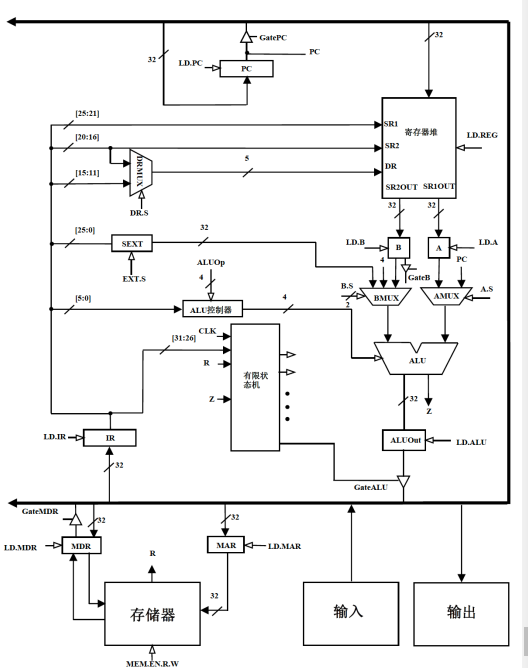 GatePC
32
32
PC
LD.PC
PC
[25:21]
SR1
寄存器堆
LD.REG
[20:16]
SR2
DRMUX
5
DR
[15:11]
SR2OUT SR1OUT
DR.S
32
32
[25:0]
32
SEXT
LD.B
B
A
LD.A
EXT.S
4
GateB
PC
ALUOp
4
B.S
2
BMUX
AMUX
A.S
[5:0]
ALU控制器
4
CLK
[31:26]
R
有限状
态机
ALU
Z
32
Z
LD.IR
IR
ALUOut
LD.ALU
32
GateALU
GateMDR
32
32
LD.MDR
MDR
MAR
LD.MAR
R
32
存储器
输入
输出
MEM.EN.R.W